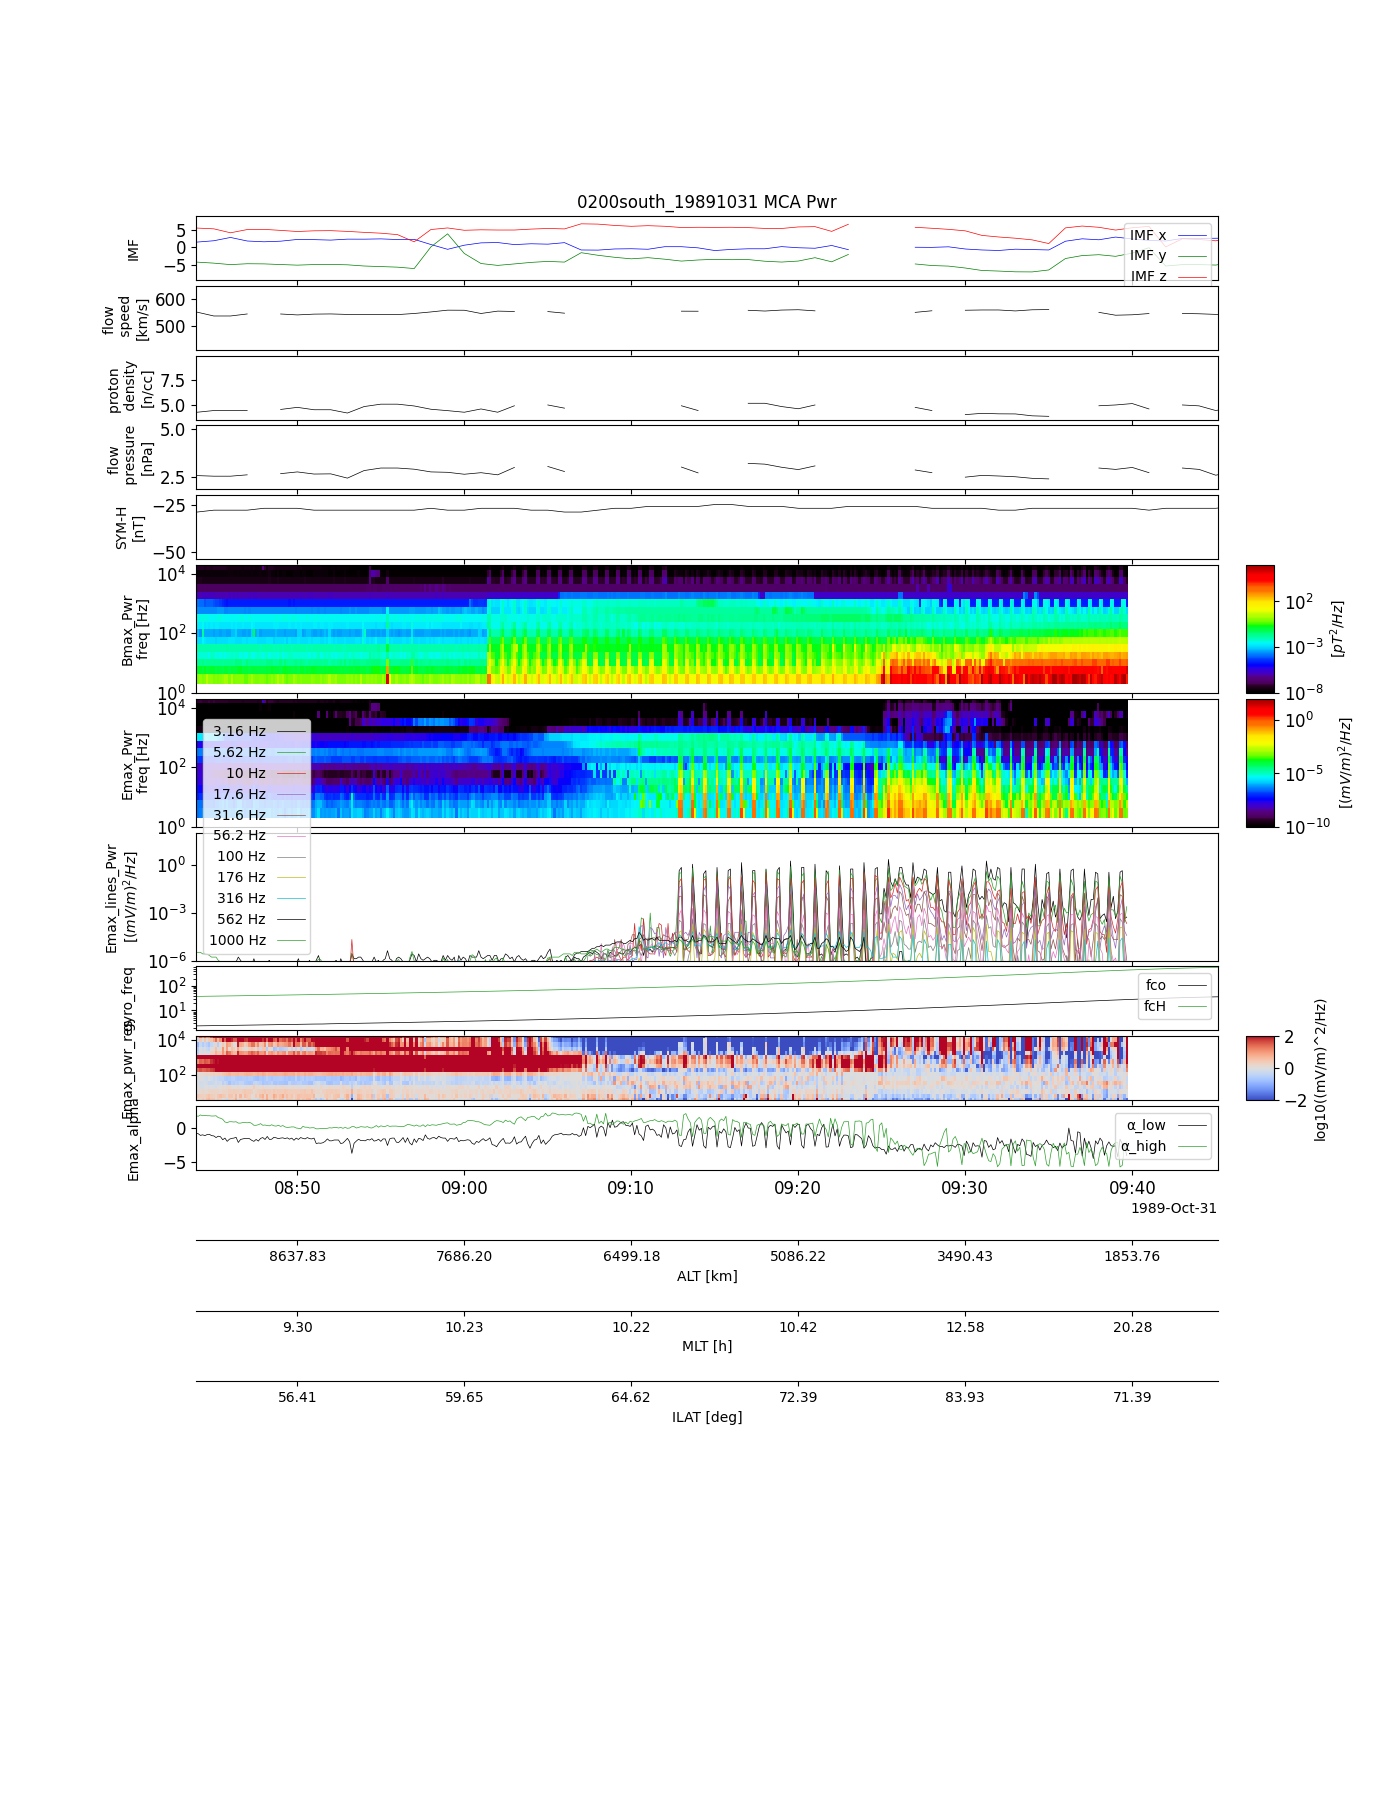 0200south_19891031 MCA Pwr
IMF
5
0
−5
IMF x
IMF y
IMF z
flow
speed
[km/s]
600
500
proton
density
[n/cc]
7.5
5.0
flow
pressure
[nPa]
5.0
2.5
SYM-H
[nT]
−25
−50
Bmax_Pwr
freq [Hz]
10^4
10^2
10^0
10^2
10^−3
10^−8
[pT^2/Hz]
Emax_Pwr
freq [Hz]
10^4
10^2
10^0
10^0
10^−5
10^−10
[(mV/m)^2/Hz]
3.16 Hz
5.62 Hz
10 Hz
17.6 Hz
31.6 Hz
56.2 Hz
100 Hz
176 Hz
316 Hz
562 Hz
1000 Hz
Emax_lines_Pwr
[(mV/m)^2/Hz]
10^0
10^−3
10^−6
gyro_freq
10^2
10^1
fco
fcH
Emax_pwr_reg
10^4
10^2
2
0
−2
log10((mV/m)^2/Hz)
Emax_alpha
0
−5
α_low
α_high
08:50 09:00 09:10 09:20 09:30 09:40
1989-Oct-31
8637.83 7686.20 6499.18 5086.22 3490.43 1853.76
ALT [km]
9.30 10.23 10.22 10.42 12.58 20.28
MLT [h]
56.41 59.65 64.62 72.39 83.93 71.39
ILAT [deg]